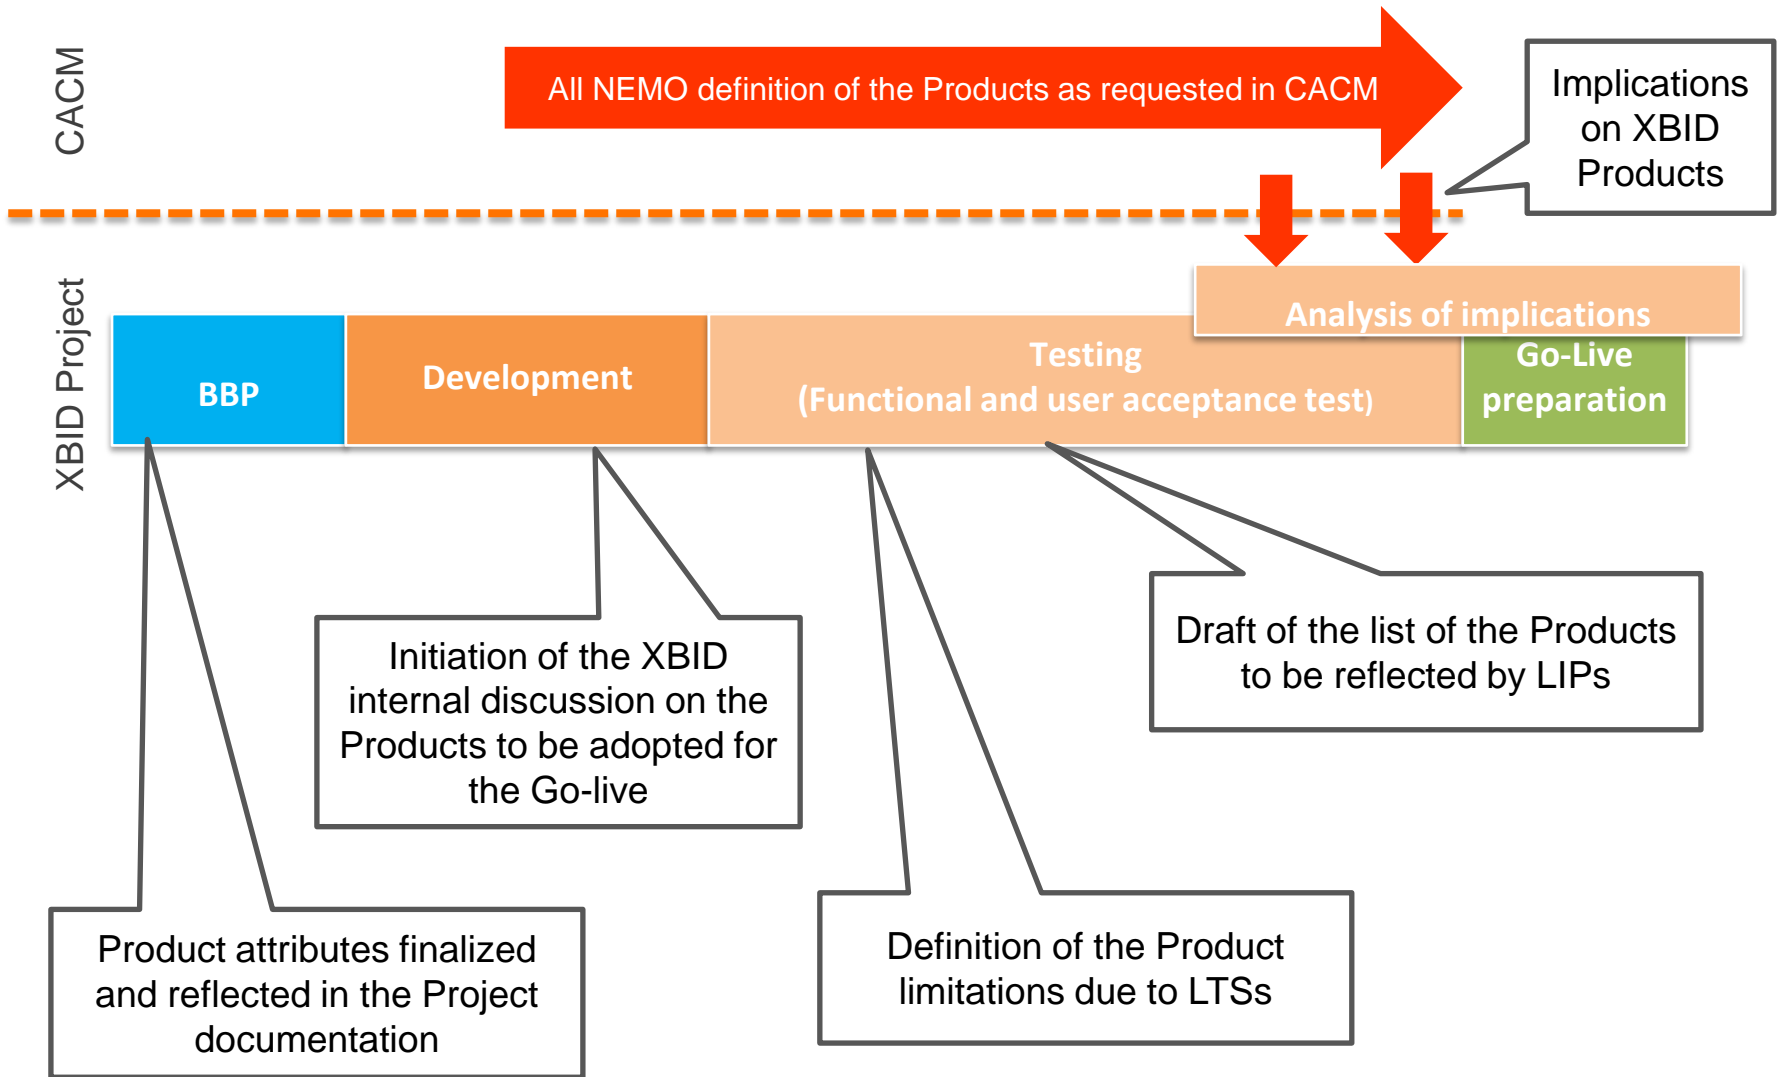 CACM
All NEMO definition of the Products as requested in CACM
Implications
on XBID
Products
XBID Project
Analysis of implications
BBP
Development
Testing
(Functional and user acceptance test)
Go-Live
preparation
Initiation of the XBID
internal discussion on the
Products to be adopted for
the Go-live
Draft of the list of the Products
to be reflected by LIPs
Product attributes finalized
and reflected in the Project
documentation
Definition of the Product
limitations due to LTSs